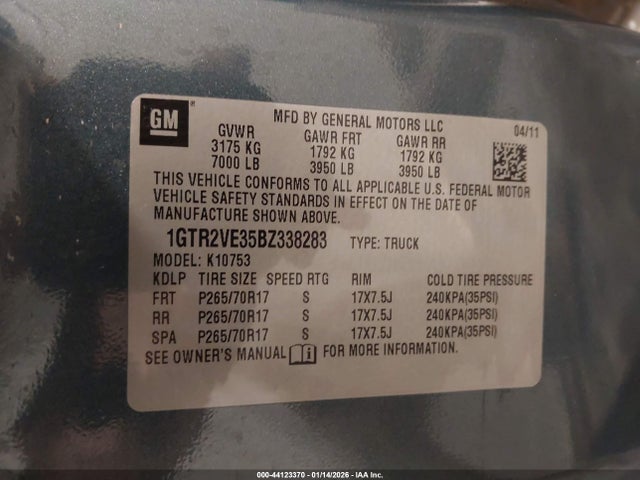 GM
MFD BY GENERAL MOTORS LLC
04/11
GVWR GAWR FRT GAWR RR
3175 KG 1792 KG 1792 KG
7000 LB 3950 LB 3950 LB
THIS VEHICLE CONFORMS TO ALL APPLICABLE U.S. FEDERAL MOTOR
VEHICLE SAFETY STANDARDS IN EFFECT ON THE DATE OF
MANUFACTURE SHOWN ABOVE.
1GTR2VE35BZ338283 TYPE: TRUCK
MODEL: K10753
KDLP TIRE SIZE SPEED RTG RIM COLD TIRE PRESSURE
FRT P265/70R17 S 17X7.5J 240KPA(35PSI)
RR P265/70R17 S 17X7.5J 240KPA(35PSI)
SPA P265/70R17 S 17X7.5J 240KPA(35PSI)
SEE OWNER'S MANUAL FOR MORE INFORMATION.
000-44123370 - 01/14/2026 - IAA Inc.